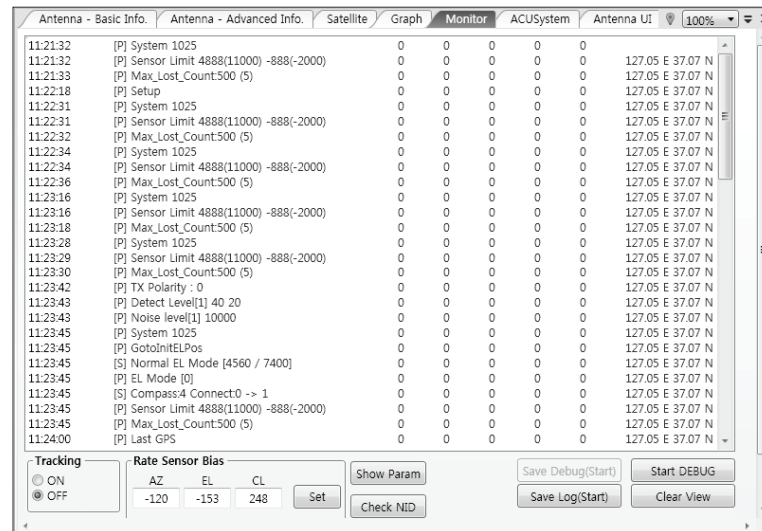 Antenna - Basic Info. Antenna - Advanced Info. Satellite Graph Monitor ACUSystem Antenna UI 100%
11:21:32 [P] System 1025 0 0 0 0 0
11:21:32 [P] Sensor Limit 4888(11000) -888(-2000) 0 0 0 0 0 127.05 E 37.07 N
11:21:33 [P] Max_Lost_Count:500 (5) 0 0 0 0 0 127.05 E 37.07 N
11:22:18 [P] Setup 0 0 0 0 0 127.05 E 37.07 N
11:22:31 [P] System 1025 0 0 0 0 0 127.05 E 37.07 N
11:22:31 [P] Sensor Limit 4888(11000) -888(-2000) 0 0 0 0 0 127.05 E 37.07 N
11:22:32 [P] Max_Lost_Count:500 (5) 0 0 0 0 0 127.05 E 37.07 N
11:22:34 [P] System 1025 0 0 0 0 0 127.05 E 37.07 N
11:22:34 [P] Sensor Limit 4888(11000) -888(-2000) 0 0 0 0 0 127.05 E 37.07 N
11:22:36 [P] Max_Lost_Count:500 (5) 0 0 0 0 0 127.05 E 37.07 N
11:23:16 [P] System 1025 0 0 0 0 0 127.05 E 37.07 N
11:23:16 [P] Sensor Limit 4888(11000) -888(-2000) 0 0 0 0 0 127.05 E 37.07 N
11:23:18 [P] Max_Lost_Count:500 (5) 0 0 0 0 0 127.05 E 37.07 N
11:23:28 [P] System 1025 0 0 0 0 0 127.05 E 37.07 N
11:23:29 [P] Sensor Limit 4888(11000) -888(-2000) 0 0 0 0 0 127.05 E 37.07 N
11:23:30 [P] Max_Lost_Count:500 (5) 0 0 0 0 0 127.05 E 37.07 N
11:23:42 [P] TX Polarity : 0 0 0 0 0 0 127.05 E 37.07 N
11:23:43 [P] Detect Level[1] 40 20 0 0 0 0 0 127.05 E 37.07 N
11:23:43 [P] Noise level[1] 10000 0 0 0 0 0 127.05 E 37.07 N
11:23:45 [P] System 1025 0 0 0 0 0 127.05 E 37.07 N
11:23:45 [P] GotoInitELPos 0 0 0 0 0 127.05 E 37.07 N
11:23:45 [S] Normal EL Mode [4560 / 7400] 0 0 0 0 0 127.05 E 37.07 N
11:23:45 [P] EL Mode [0] 0 0 0 0 0 127.05 E 37.07 N
11:23:45 [S] Compass:4 Connect:0 -> 1 0 0 0 0 0 127.05 E 37.07 N
11:23:45 [P] Sensor Limit 4888(11000) -888(-2000) 0 0 0 0 0 127.05 E 37.07 N
11:23:45 [P] Max_Lost_Count:500 (5) 0 0 0 0 0 127.05 E 37.07 N
11:24:00 [P] Last GPS 0 0 0 0 0 127.05 E 37.07 N
Tracking Rate Sensor Bias
ON AZ EL CL Show Param Save Debug(Start) Start DEBUG
OFF -120 -153 248 Set Check NID Save Log(Start) Clear View